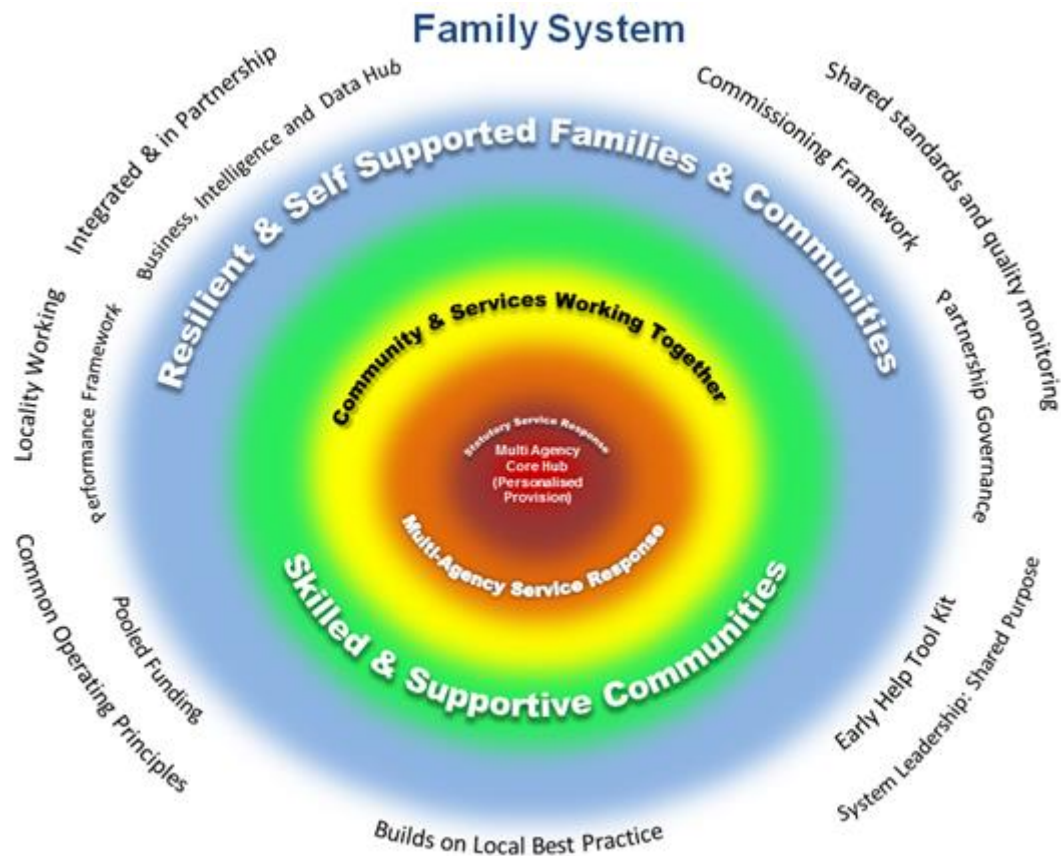 Family System
Integrated & in Partnership
Business, Intelligence and Data Hub
Commissioning Framework
Shared standards and quality monitoring
Resilient & Self Supported Families & Communities
Locality Working
Performance Framework
Partnership Governance
Community & Services Working Together
Statutory Service Response
Multi Agency
Core Hub
(Personalised
Provision)
Multi-Agency Service Response
Skilled & Supportive Communities
Common Operating Principles
Pooled Funding
Early Help Tool Kit
System Leadership: Shared Purpose
Builds on Local Best Practice